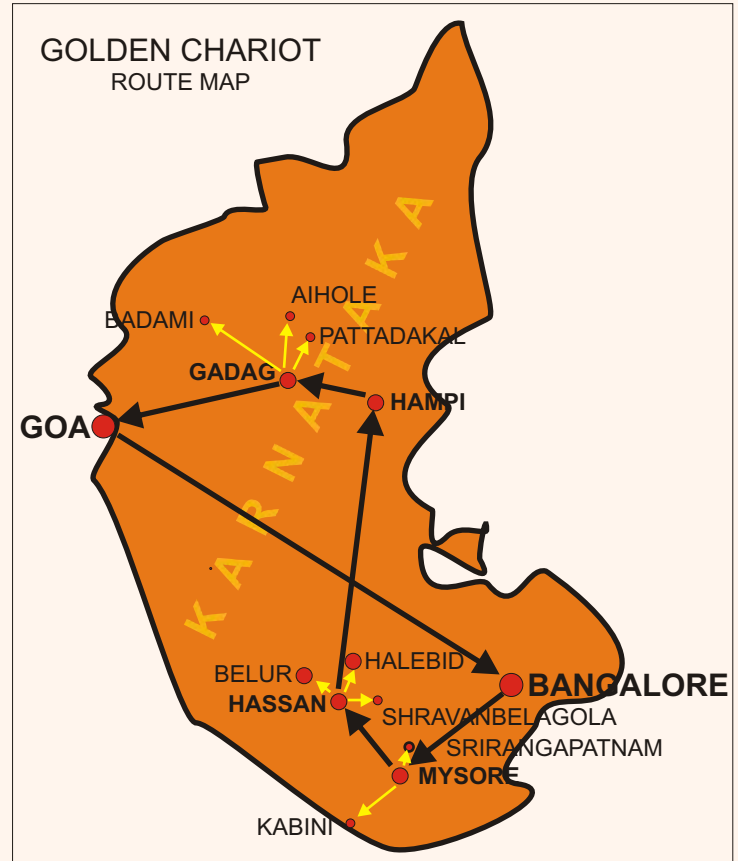 GOLDEN CHARIOT
ROUTE MAP
KARNATAKA
AIHOLE
BADAMI
PATTADAKAL
GADAG
HAMPI
GOA
HALEBID
BELUR
BANGALORE
HASSAN
SHRAVANBELAGOLA
SRIRANGAPATNAM
MYSORE
KABINI